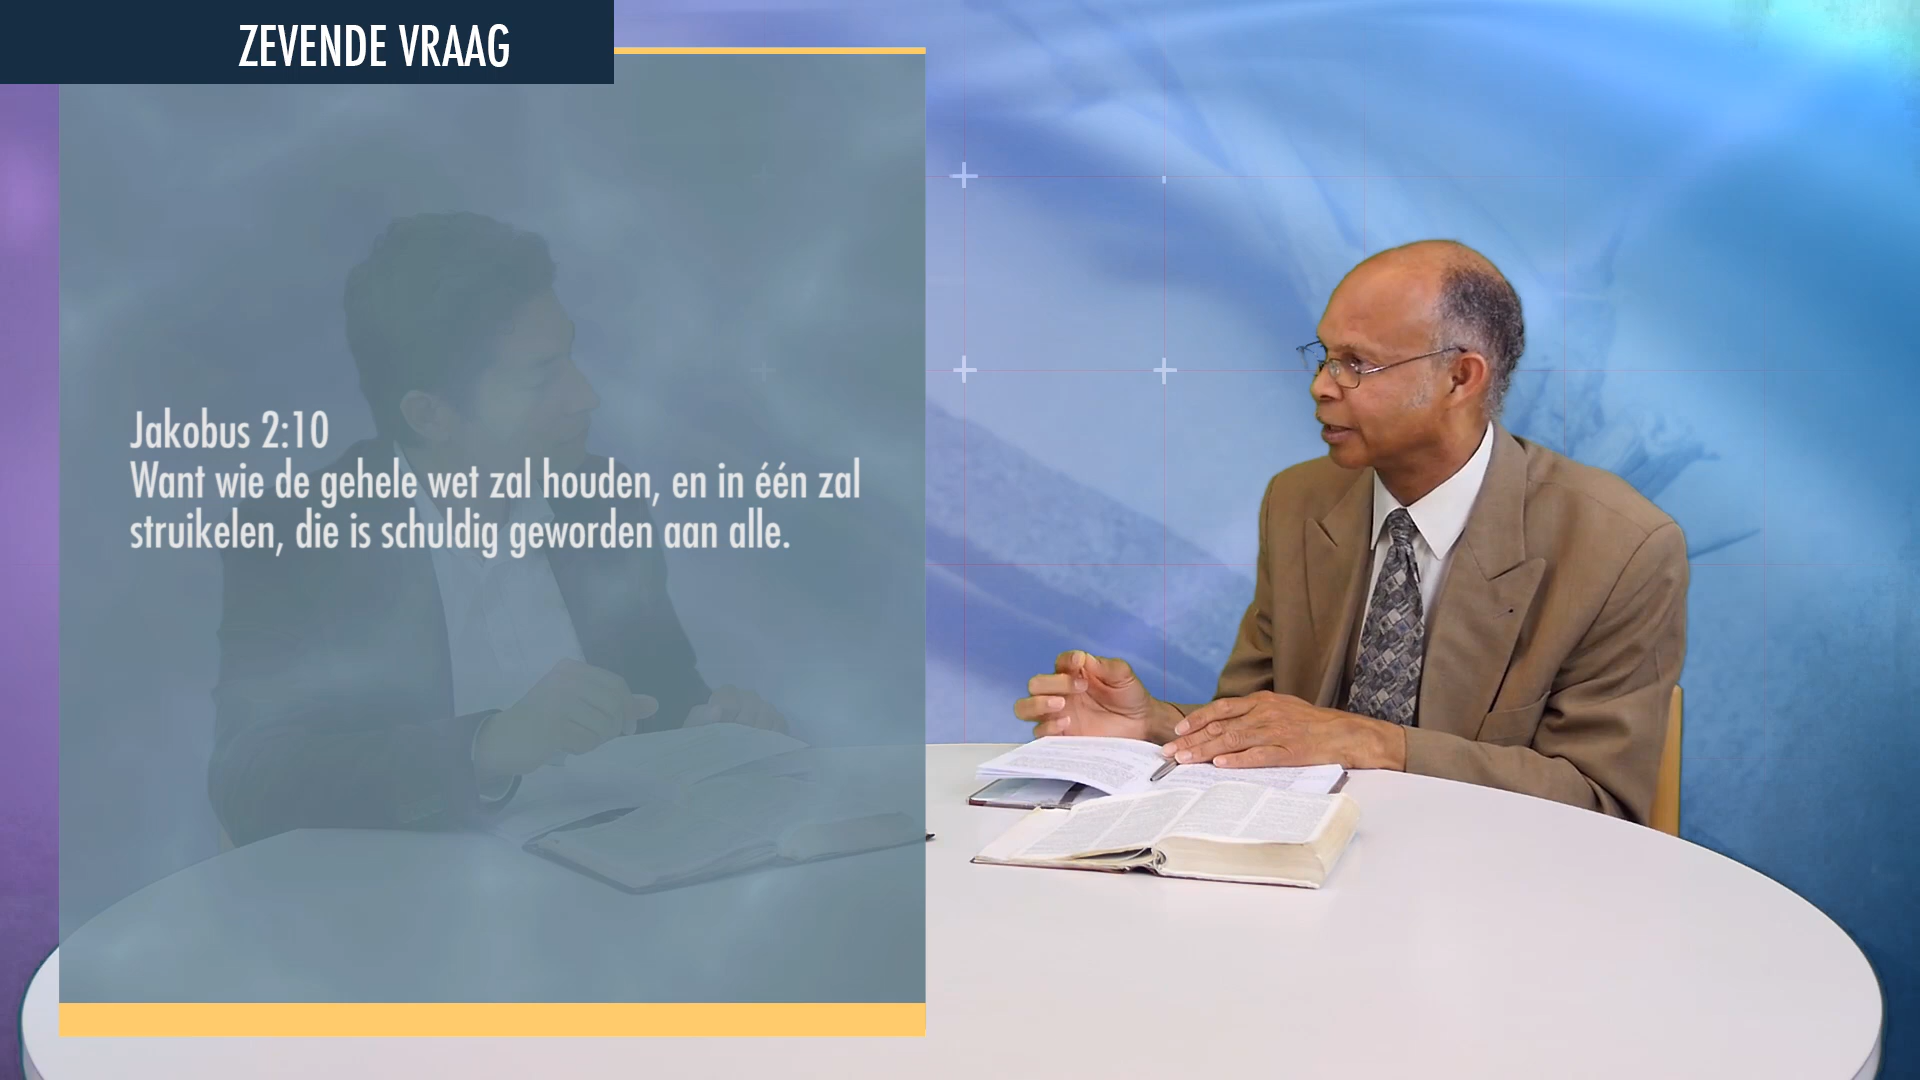 ZEVENDE VRAAG
Jakobus 2:10
Want wie de gehele wet zal houden, en in één zal
struikelen, die is schuldig geworden aan alle.